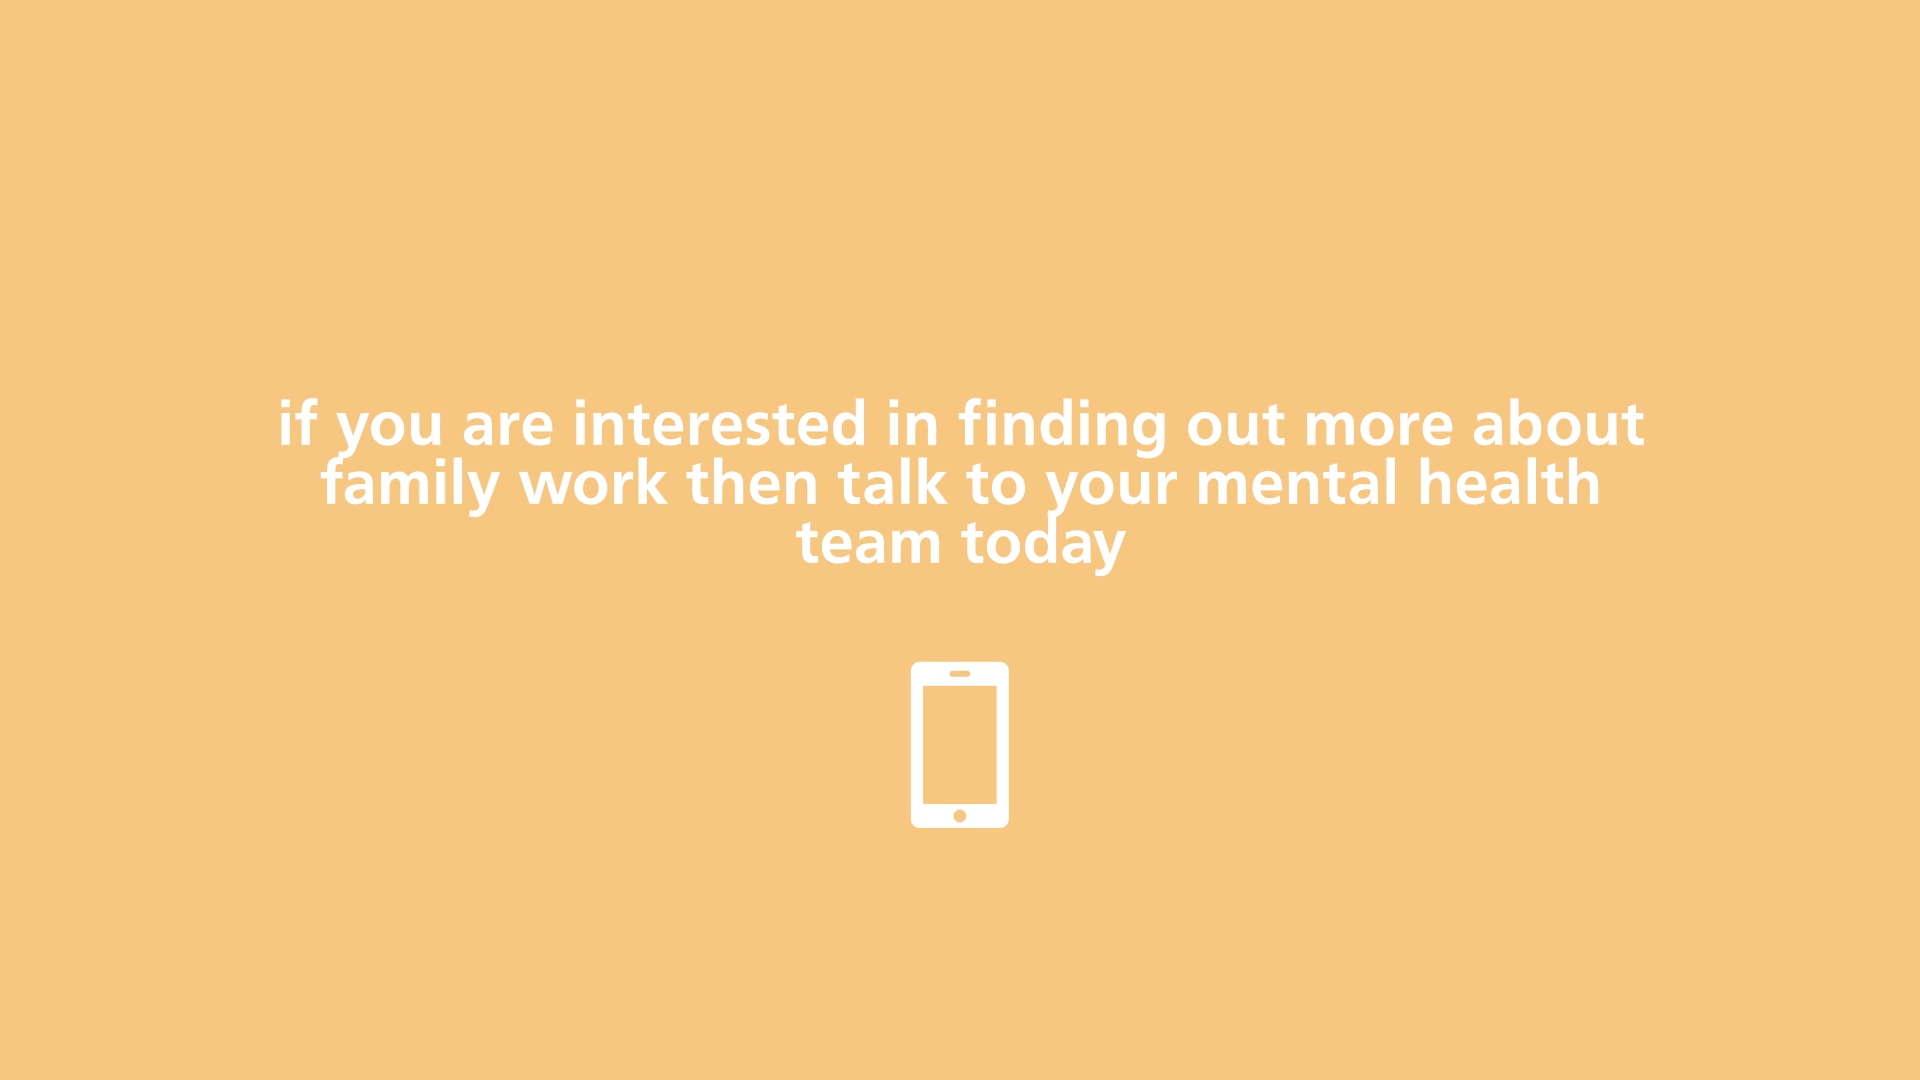 if you are interested in finding out more about
family work then talk to your mental health
team today